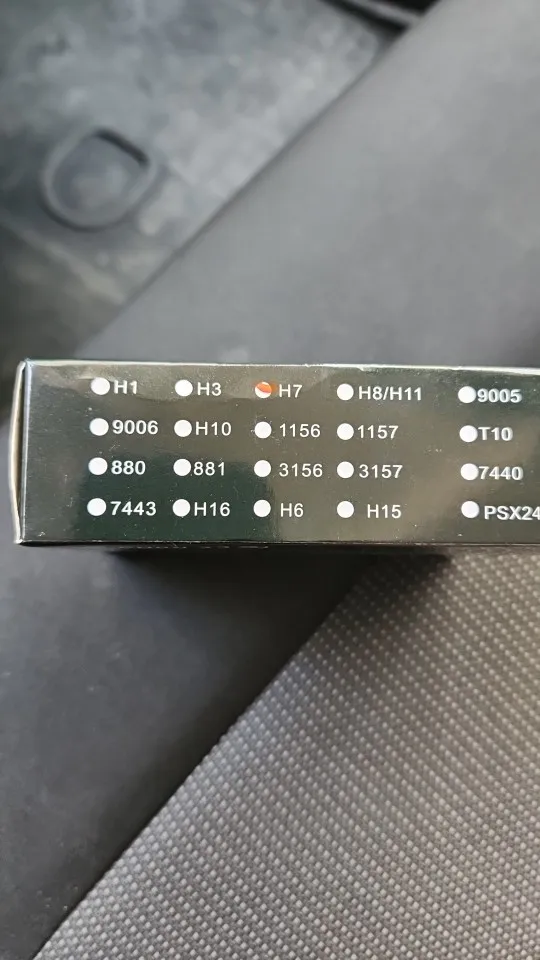 H1 H3 H7 H8/H11 9005
9006 H10 1156 1157 T10
880 881 3156 3157 7440
7443 H16 H6 H15 PSX24